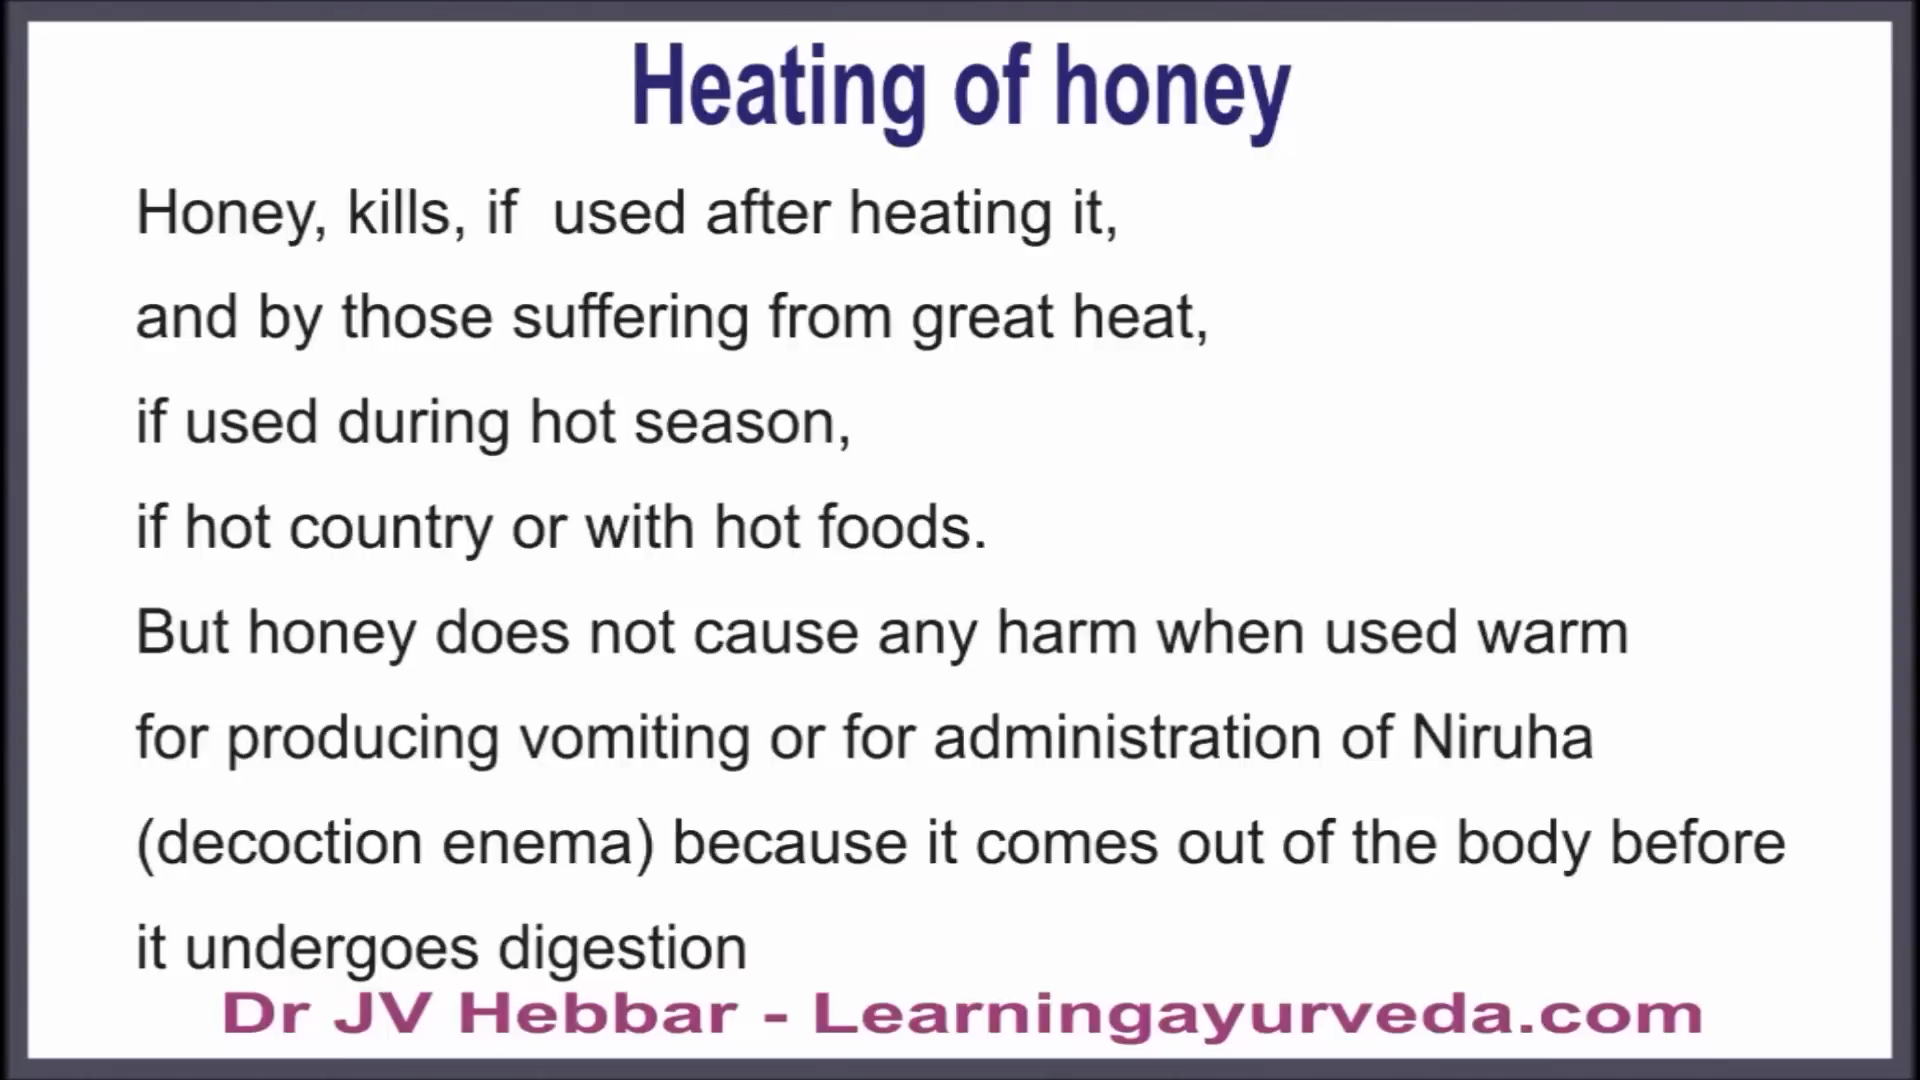 Heating of honey
Honey, kills, if  used after heating it,
and by those suffering from great heat,
if used during hot season,
if hot country or with hot foods.
But honey does not cause any harm when used warm
for producing vomiting or for administration of Niruha
(decoction enema) because it comes out of the body before
it undergoes digestion
Dr JV Hebbar - Learningayurveda.com